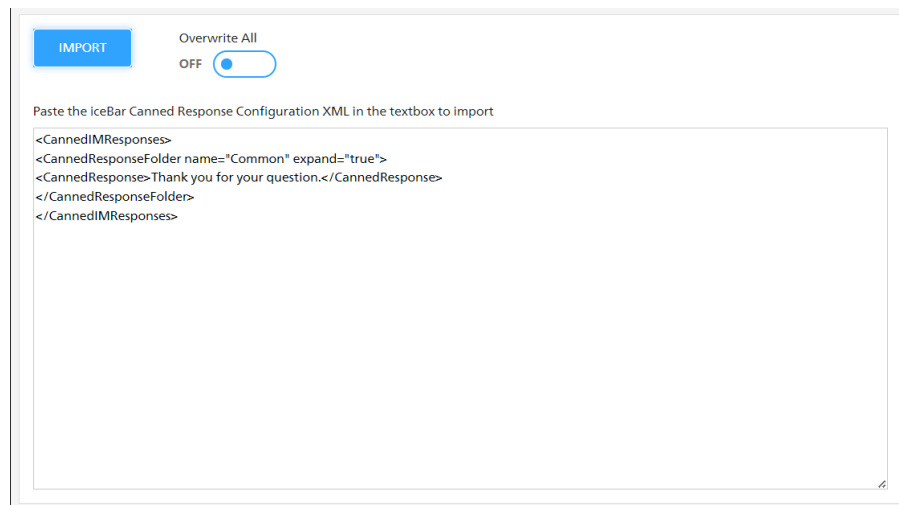 IMPORT
Overwrite All
OFF
Paste the iceBar Canned Response Configuration XML in the textbox to import
<CannedIMResponses>
<CannedResponseFolder name="Common" expand="true">
<CannedResponse>Thank you for your question.</CannedResponse>
</CannedResponseFolder>
</CannedIMResponses>